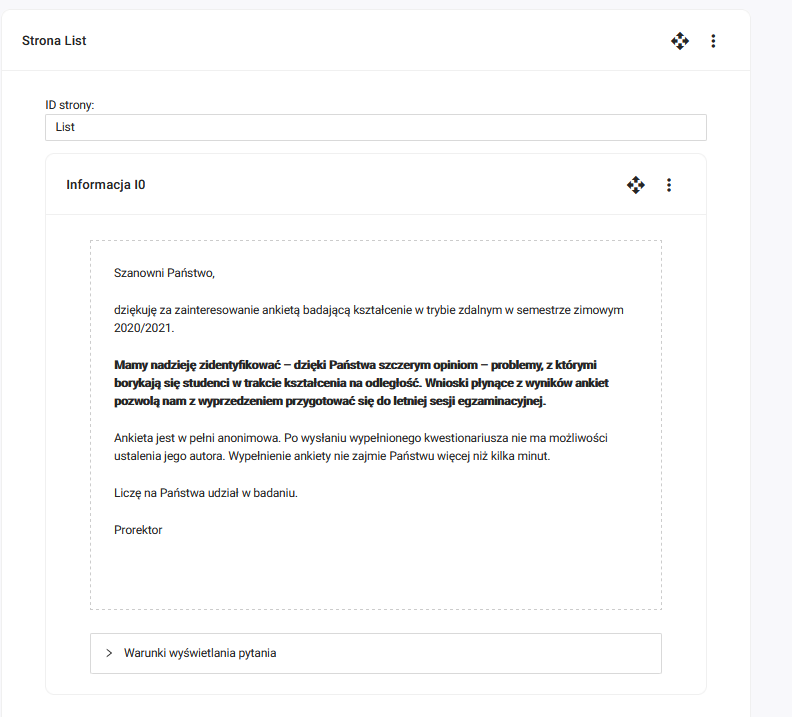 Strona List
ID strony:
List
Informacja I0
Szanowni Państwo,
dziękuję za zainteresowanie ankietą badającą kształcenie w trybie zdalnym w semestrze zimowym
2020/2021.
Mamy nadzieję zidentyfikować – dzięki Państwa szczerym opiniom – problemy, z którymi
borykają się studenci w trakcie kształcenia na odległość. Wnioski płynące z wyników ankiet
pozwolą nam z wyprzedzeniem przygotować się do letniej sesji egzaminacyjnej.
Ankieta jest w pełni anonimowa. Po wysłaniu wypełnionego kwestionariusza nie ma możliwości
ustalenia jego autora. Wypełnienie ankiety nie zajmie Państwu więcej niż kilka minut.
Liczę na Państwa udział w badaniu.
Prorektor
Warunki wyświetlania pytania